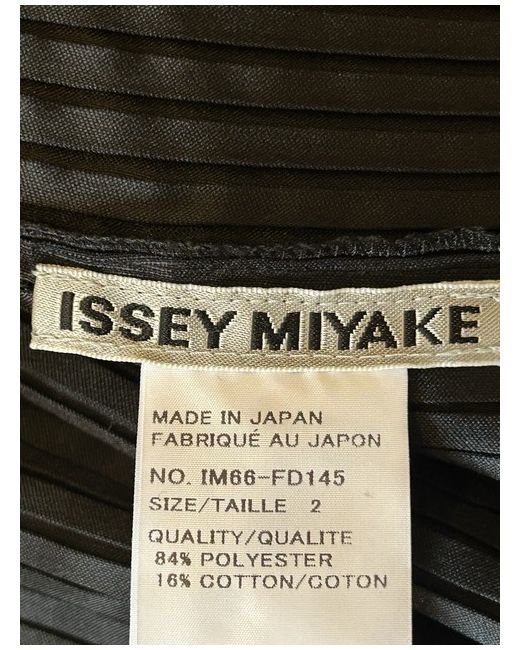 ISSEY MIYAKE
MADE IN JAPAN
FABRIQUÉ AU JAPON
NO. IM66-FD145
SIZE/TAILLE 2
QUALITY/QUALITE
84% POLYESTER
16% COTTON/COTON